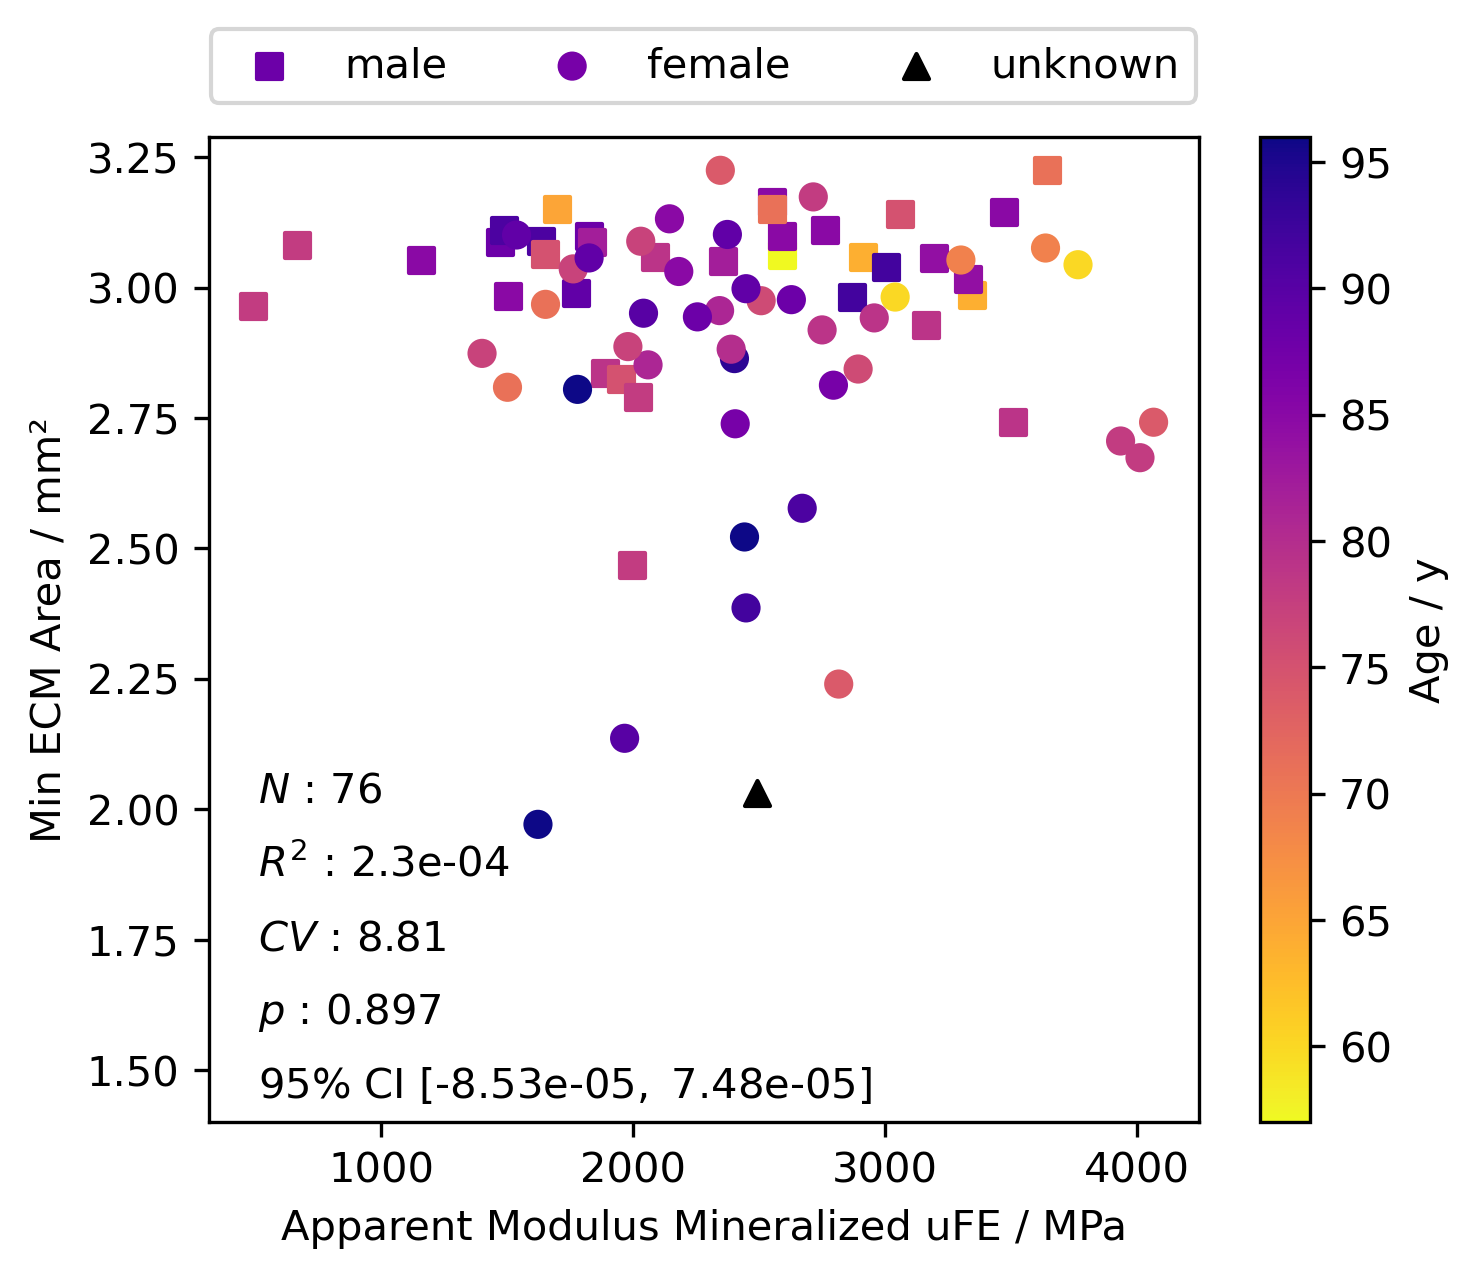 male female unknown
3.25
3.00
2.75
2.50
2.25
2.00
1.75
1.50
Min ECM Area / mm²
N : 76
R² : 2.3e-04
CV : 8.81
p : 0.897
95% CI [-8.53e-05, 7.48e-05]
1000 2000 3000 4000
Apparent Modulus Mineralized uFE / MPa
95
90
85
80
75
70
65
60
Age / y